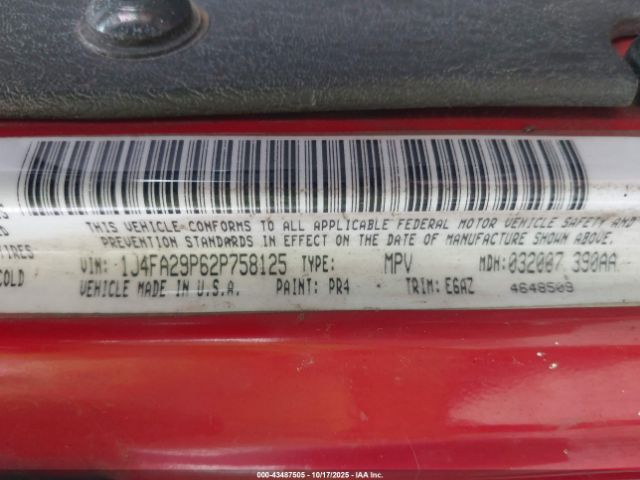 THIS VEHICLE CONFORMS TO ALL APPLICABLE FEDERAL MOTOR VEHICLE SAFETY AND
PREVENTION STANDARDS IN EFFECT ON THE DATE OF MANUFACTURE SHOWN ABOVE.
TIRES VIN: 1J4FA29P62P758125 TYPE: MPV MDH: 032007 390AA
COLD VEHICLE MADE IN U.S.A. PAINT: PR4 TRIM: E6AZ 4648509
000-43487505 - 10/17/2025 - IAAI, Inc.